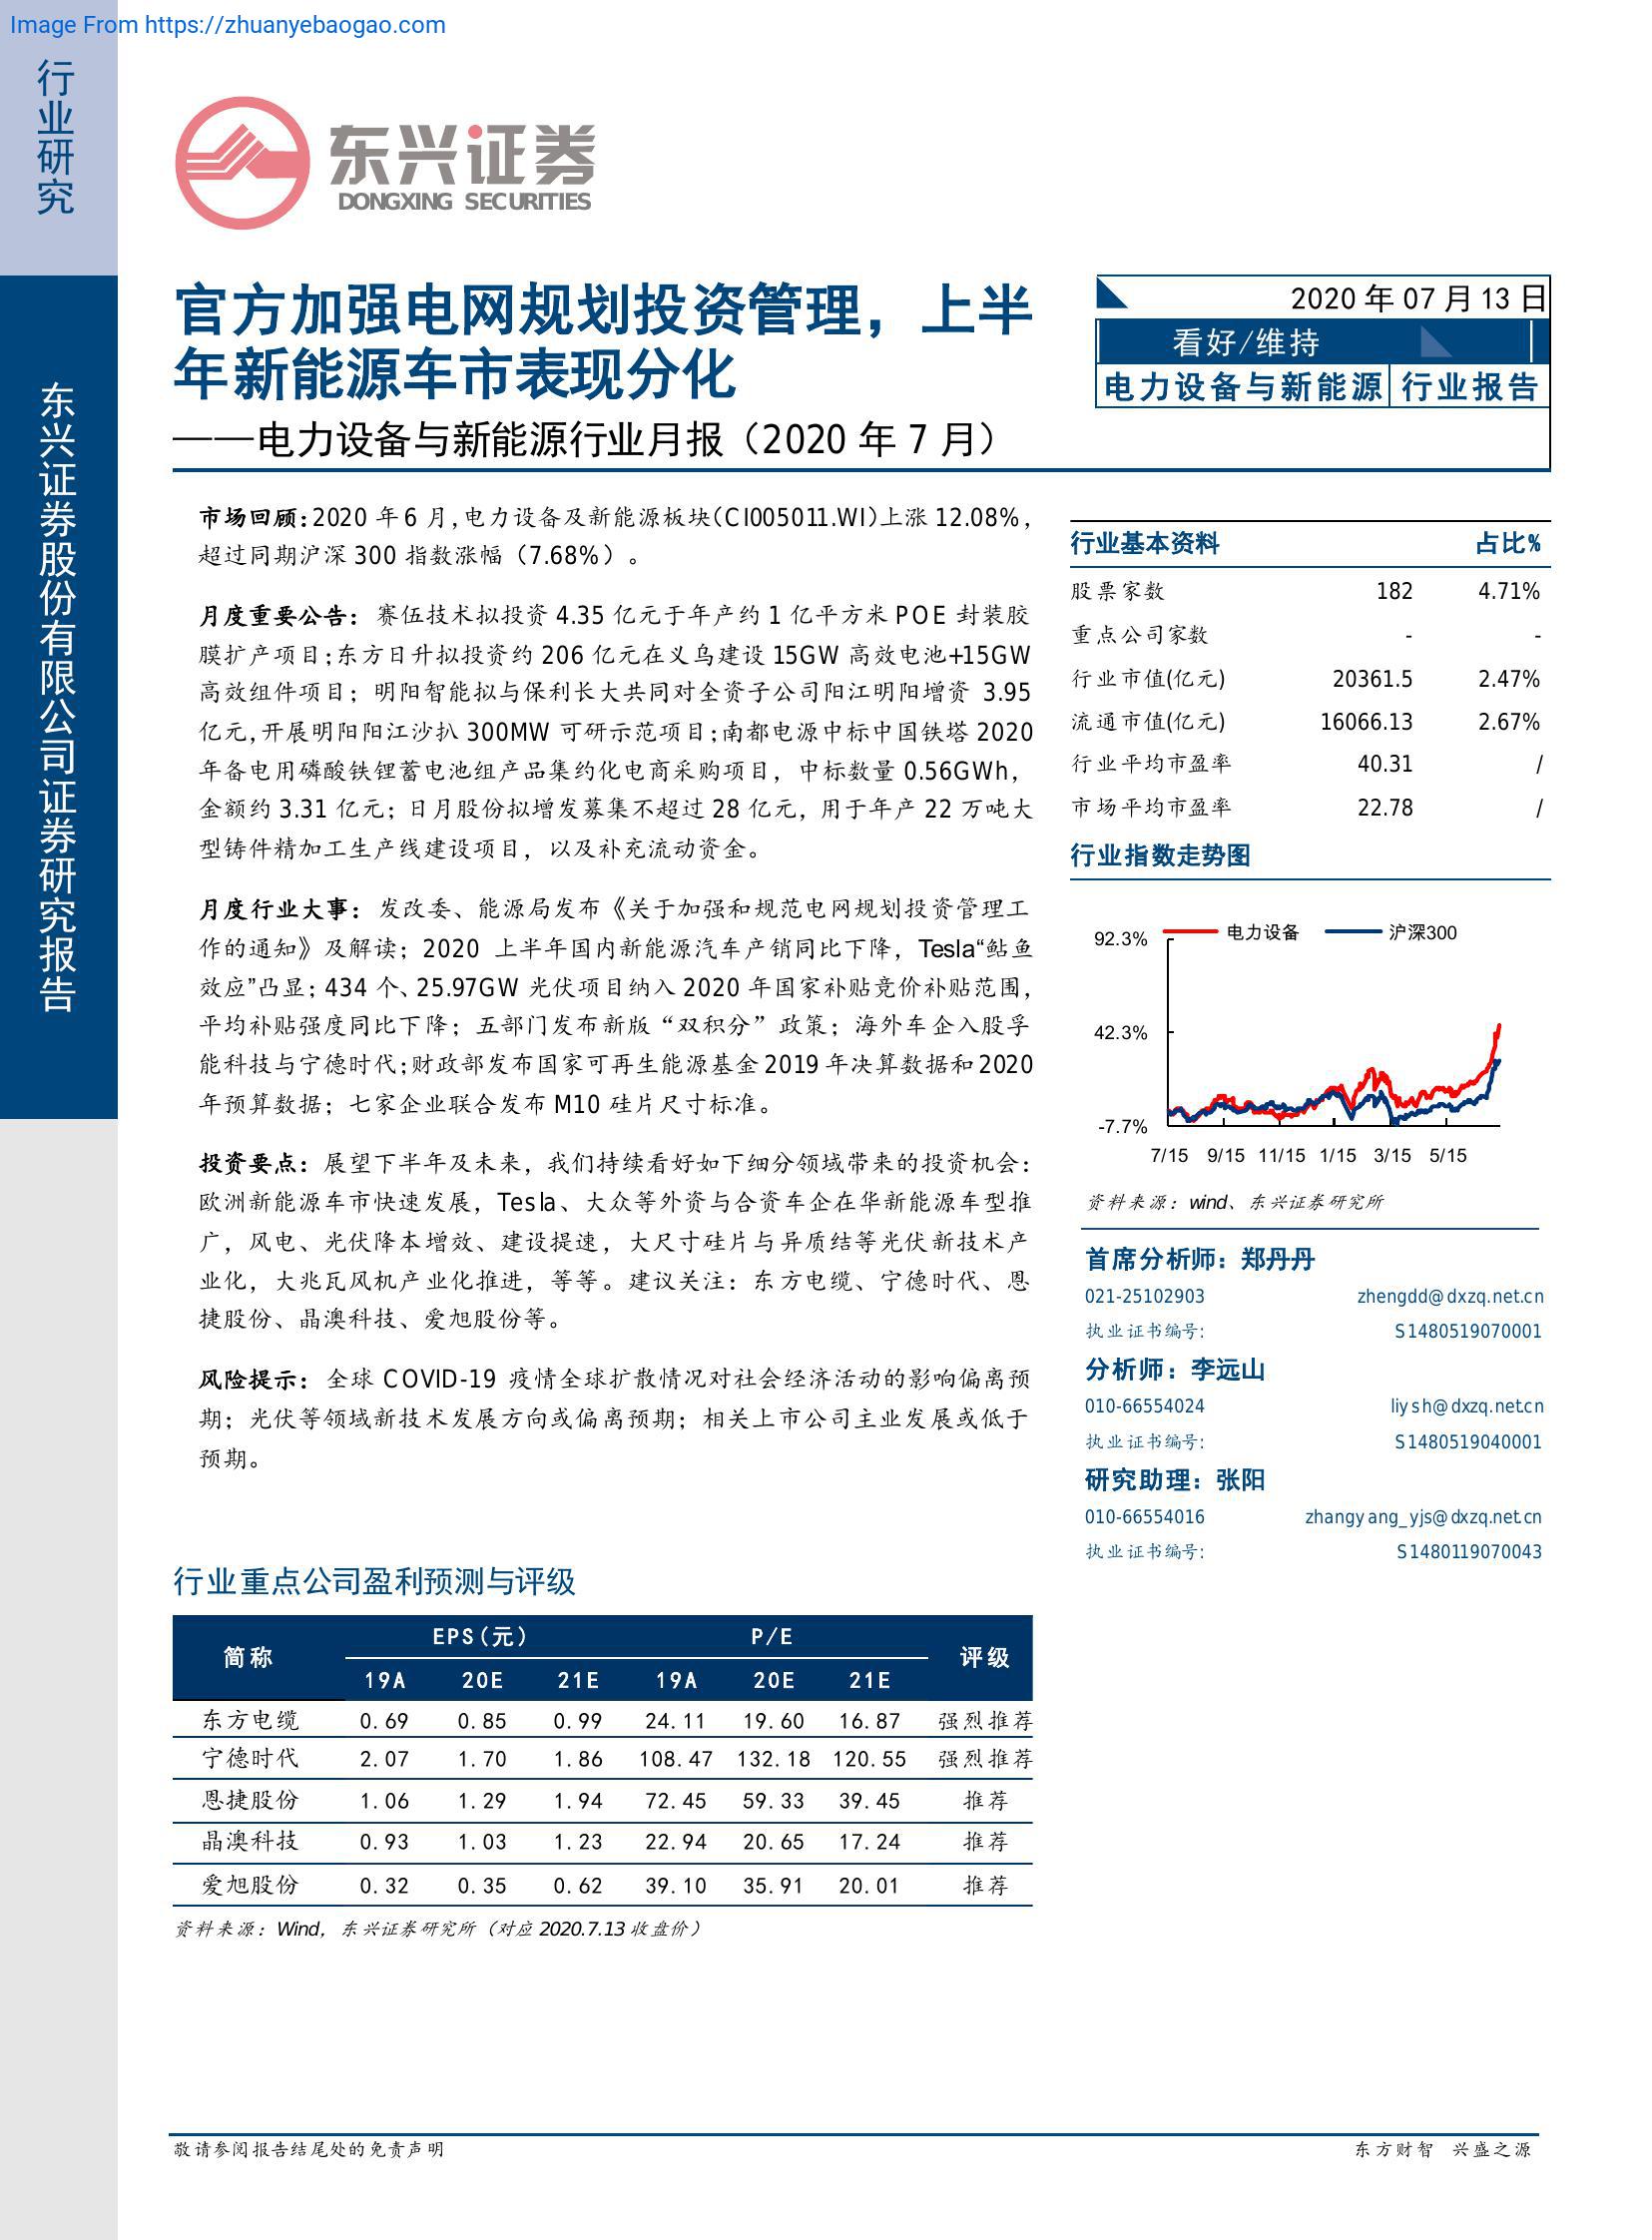 Image From https://zhuanyebaogao.com
行业研究
东兴证券股份有限公司证券研究报告
东兴证券
DONGXING SECURITIES
官方加强电网规划投资管理，上半
年新能源车市表现分化
——电力设备与新能源行业月报（2020 年 7 月）
2020 年 07 月 13 日
看好/维持
电力设备与新能源 行业报告
市场回顾：2020 年 6 月，电力设备及新能源板块（CI005011.WI）上涨 12.08%，
超过同期沪深 300 指数涨幅（7.68%）。
月度重要公告：赛伍技术拟投资 4.35 亿元于年产约 1 亿平方米 POE 封装胶
膜扩产项目；东方日升拟投资约 206 亿元在义乌建设 15GW 高效电池+15GW
高效组件项目；明阳智能拟与保利长大共同对全资子公司阳江明阳增资 3.95
亿元，开展明阳阳江沙扒 300MW 可研示范项目；南都电源中标中国铁塔 2020
年备电用磷酸铁锂蓄电池组产品集约化电商采购项目，中标数量 0.56GWh，
金额约 3.31 亿元；日月股份拟增发募集不超过 28 亿元，用于年产 22 万吨大
型铸件精加工生产线建设项目，以及补充流动资金。
月度行业大事：发改委、能源局发布《关于加强和规范电网规划投资管理工
作的通知》及解读；2020 上半年国内新能源汽车产销同比下降，Tesla“鲇鱼
效应”凸显；434 个、25.97GW 光伏项目纳入 2020 年国家补贴竞价补贴范围，
平均补贴强度同比下降；五部门发布新版“双积分”政策；海外车企入股孚
能科技与宁德时代；财政部发布国家可再生能源基金 2019 年决算数据和 2020
年预算数据；七家企业联合发布 M10 硅片尺寸标准。
投资要点：展望下半年及未来，我们持续看好如下细分领域带来的投资机会：
欧洲新能源车市快速发展，Tesla、大众等外资与合资车企在华新能源车型推
广，风电、光伏降本增效、建设提速，大尺寸硅片与异质结等光伏新技术产
业化，大兆瓦风机产业化推进，等等。建议关注：东方电缆、宁德时代、恩
捷股份、晶澳科技、爱旭股份等。
风险提示：全球 COVID-19 疫情全球扩散情况对社会经济活动的影响偏离预
期；光伏等领域新技术发展方向或偏离预期；相关上市公司主业发展或低于
预期。
行业基本资料 占比%
股票家数 182 4.71%
重点公司家数 - -
行业市值(亿元) 20361.5 2.47%
流通市值(亿元) 16066.13 2.67%
行业平均市盈率 40.31 /
市场平均市盈率 22.78 /
行业指数走势图
电力设备 沪深300
92.3%
42.3%
-7.7%
7/15 9/15 11/15 1/15 3/15 5/15
资料来源：wind、东兴证券研究所
首席分析师：郑丹丹
021-25102903 zhengdd@dxzq.net.cn
执业证书编号: S1480519070001
分析师：李远山
010-66554024 liysh@dxzq.net.cn
执业证书编号: S1480519040001
研究助理：张阳
010-66554016 zhangyang_yjs@dxzq.net.cn
执业证书编号: S1480119070043
行业重点公司盈利预测与评级
简称 EPS(元) P/E 评级
19A 20E 21E 19A 20E 21E
东方电缆 0.69 0.85 0.99 24.11 19.60 16.87 强烈推荐
宁德时代 2.07 1.70 1.86 108.47 132.18 120.55 强烈推荐
恩捷股份 1.06 1.29 1.94 72.45 59.33 39.45 推荐
晶澳科技 0.93 1.03 1.23 22.94 20.65 17.24 推荐
爱旭股份 0.32 0.35 0.62 39.10 35.91 20.01 推荐
资料来源：Wind，东兴证券研究所（对应 2020.7.13 收盘价）
敬请参阅报告结尾处的免责声明
东方财智 兴盛之源